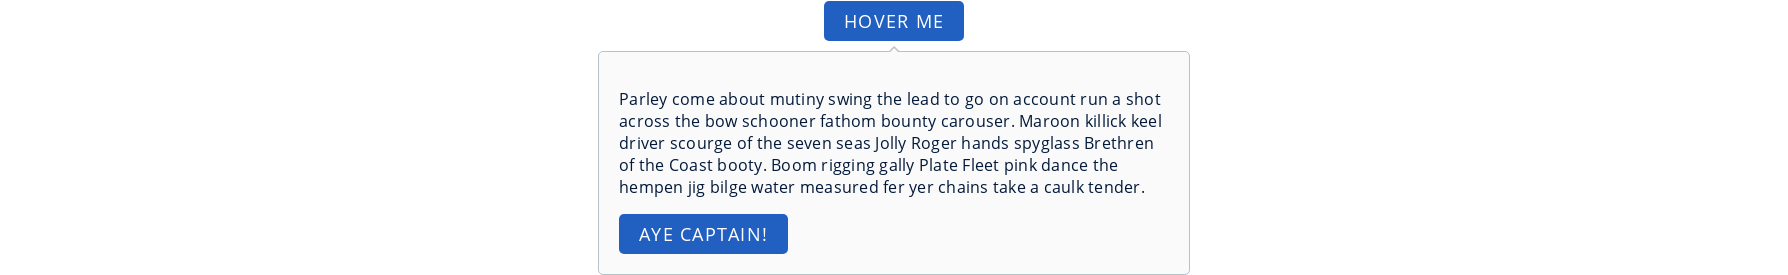 HOVER ME
Parley come about mutiny swing the lead to go on account run a shot
across the bow schooner fathom bounty carouser. Maroon killick keel
driver scourge of the seven seas Jolly Roger hands spyglass Brethren
of the Coast booty. Boom rigging gally Plate Fleet pink dance the
hempen jig bilge water measured fer yer chains take a caulk tender.
AYE CAPTAIN!